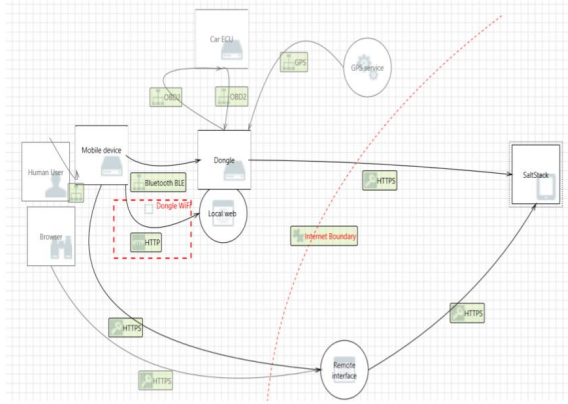 Car ECU
GPS
GPS service
OBD2
OBD2
Mobile device
Dongle
SaltStack
Human User
Bluetooth BLE
HTTPS
Dongle WiFi
Local web
Browser
HTTP
Internet Boundary
HTTPS
HTTPS
Remote
interface
HTTPS